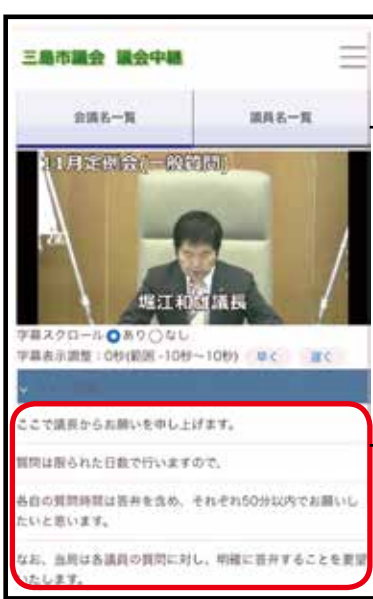 三島市議会 議会中継
会議名一覧
議員名一覧
11月定例会(一般質問)
堀江和雄議長
字幕スクロール あり なし
字幕表示調整:0秒(範囲 -10秒~10秒) 早く 遅く
ここで議長からお願いを申し上げます。
質問は限られた日数で行いますので、
各自の質問時間は答弁を含め、それぞれ50分以内でお願いし
たいと思います。
なお、当局は各議員の質問に対し、明確に答弁することを要望
いたします。